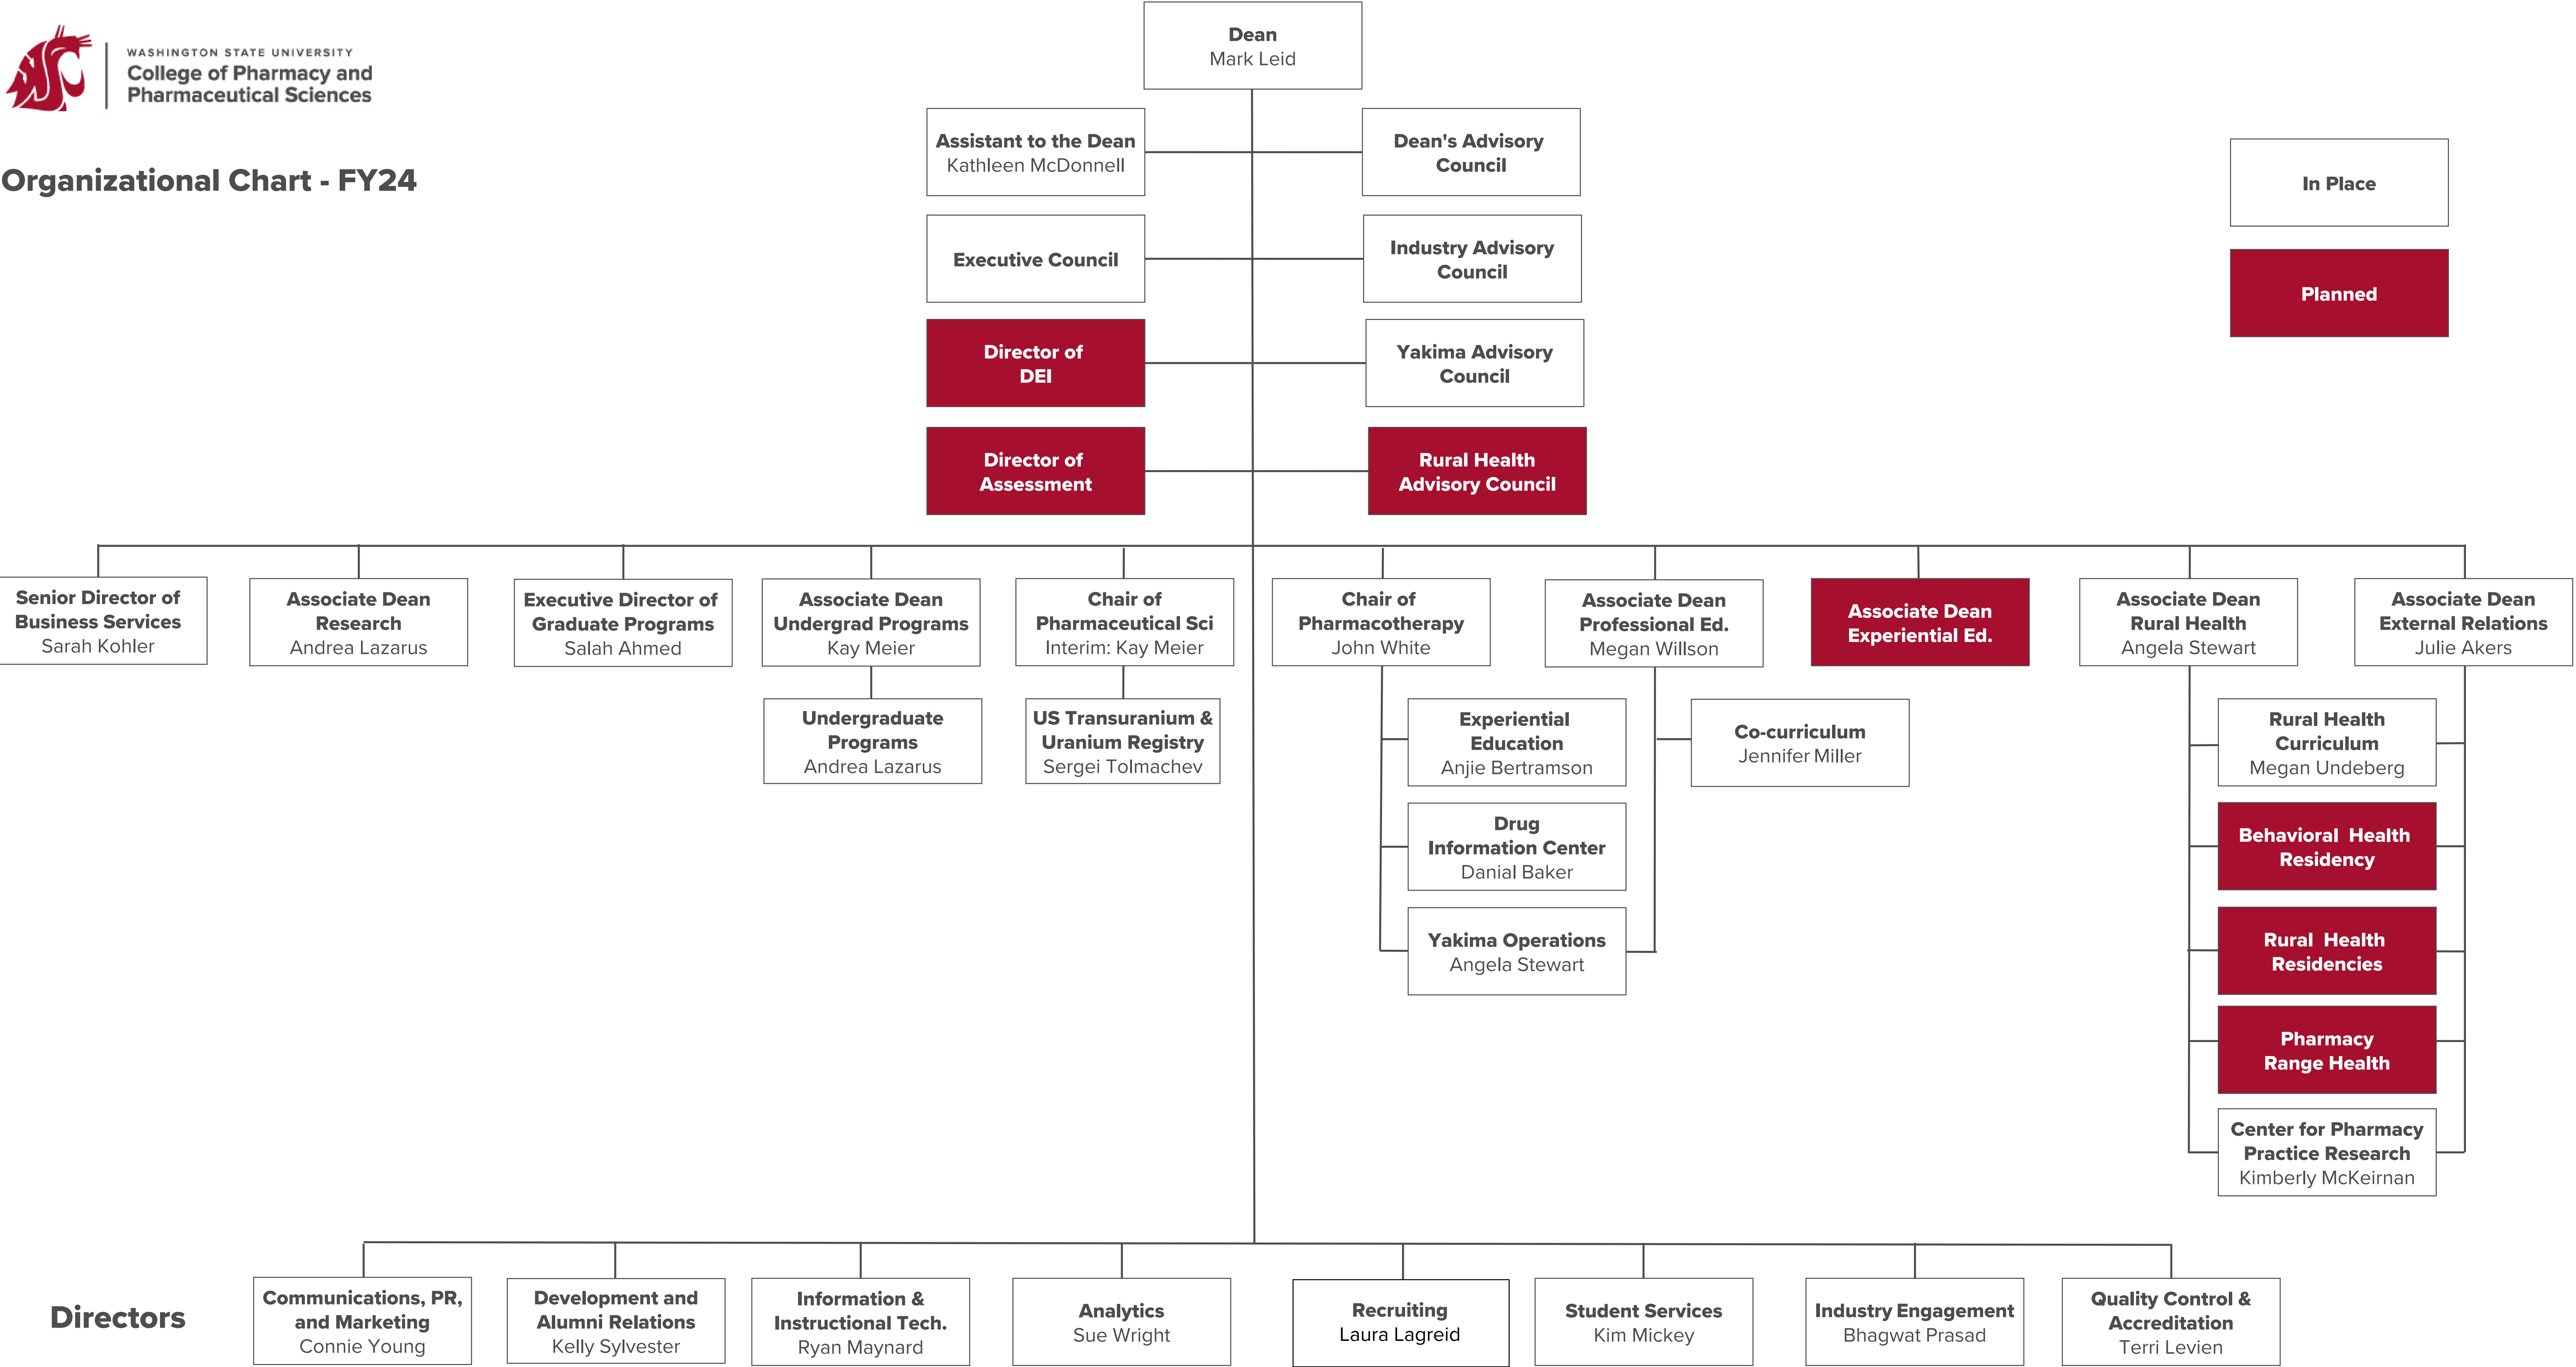 Dean
Mark Leid
WASHINGTON STATE UNIVERSITY
College of Pharmacy and
Pharmaceutical Sciences
Organizational Chart - FY24
Assistant to the Dean
Kathleen McDonnell
Dean's Advisory
Council
In Place
Executive Council
Industry Advisory
Council
Planned
Director of
DEI
Yakima Advisory
Council
Director of
Assessment
Rural Health
Advisory Council
Senior Director of
Business Services
Sarah Kohler
Associate Dean
Research
Andrea Lazarus
Executive Director of
Graduate Programs
Salah Ahmed
Associate Dean
Undergrad Programs
Kay Meier
Chair of
Pharmaceutical Sci
Interim: Kay Meier
Chair of
Pharmacotherapy
John White
Associate Dean
Professional Ed.
Megan Willson
Associate Dean
Experiential Ed.
Associate Dean
Rural Health
Angela Stewart
Associate Dean
External Relations
Julie Akers
Undergraduate
Programs
Andrea Lazarus
US Transuranium &
Uranium Registry
Sergei Tolmachev
Experiential
Education
Anjie Bertramson
Co-curriculum
Jennifer Miller
Rural Health
Curriculum
Megan Undeberg
Drug
Information Center
Danial Baker
Behavioral Health
Residency
Yakima Operations
Angela Stewart
Rural Health
Residencies
Pharmacy
Range Health
Center for Pharmacy
Practice Research
Kimberly McKeirnan
Directors
Communications, PR,
and Marketing
Connie Young
Development and
Alumni Relations
Kelly Sylvester
Information &
Instructional Tech.
Ryan Maynard
Analytics
Sue Wright
Recruiting
Laura Lagreid
Student Services
Kim Mickey
Industry Engagement
Bhagwat Prasad
Quality Control &
Accreditation
Terri Levien